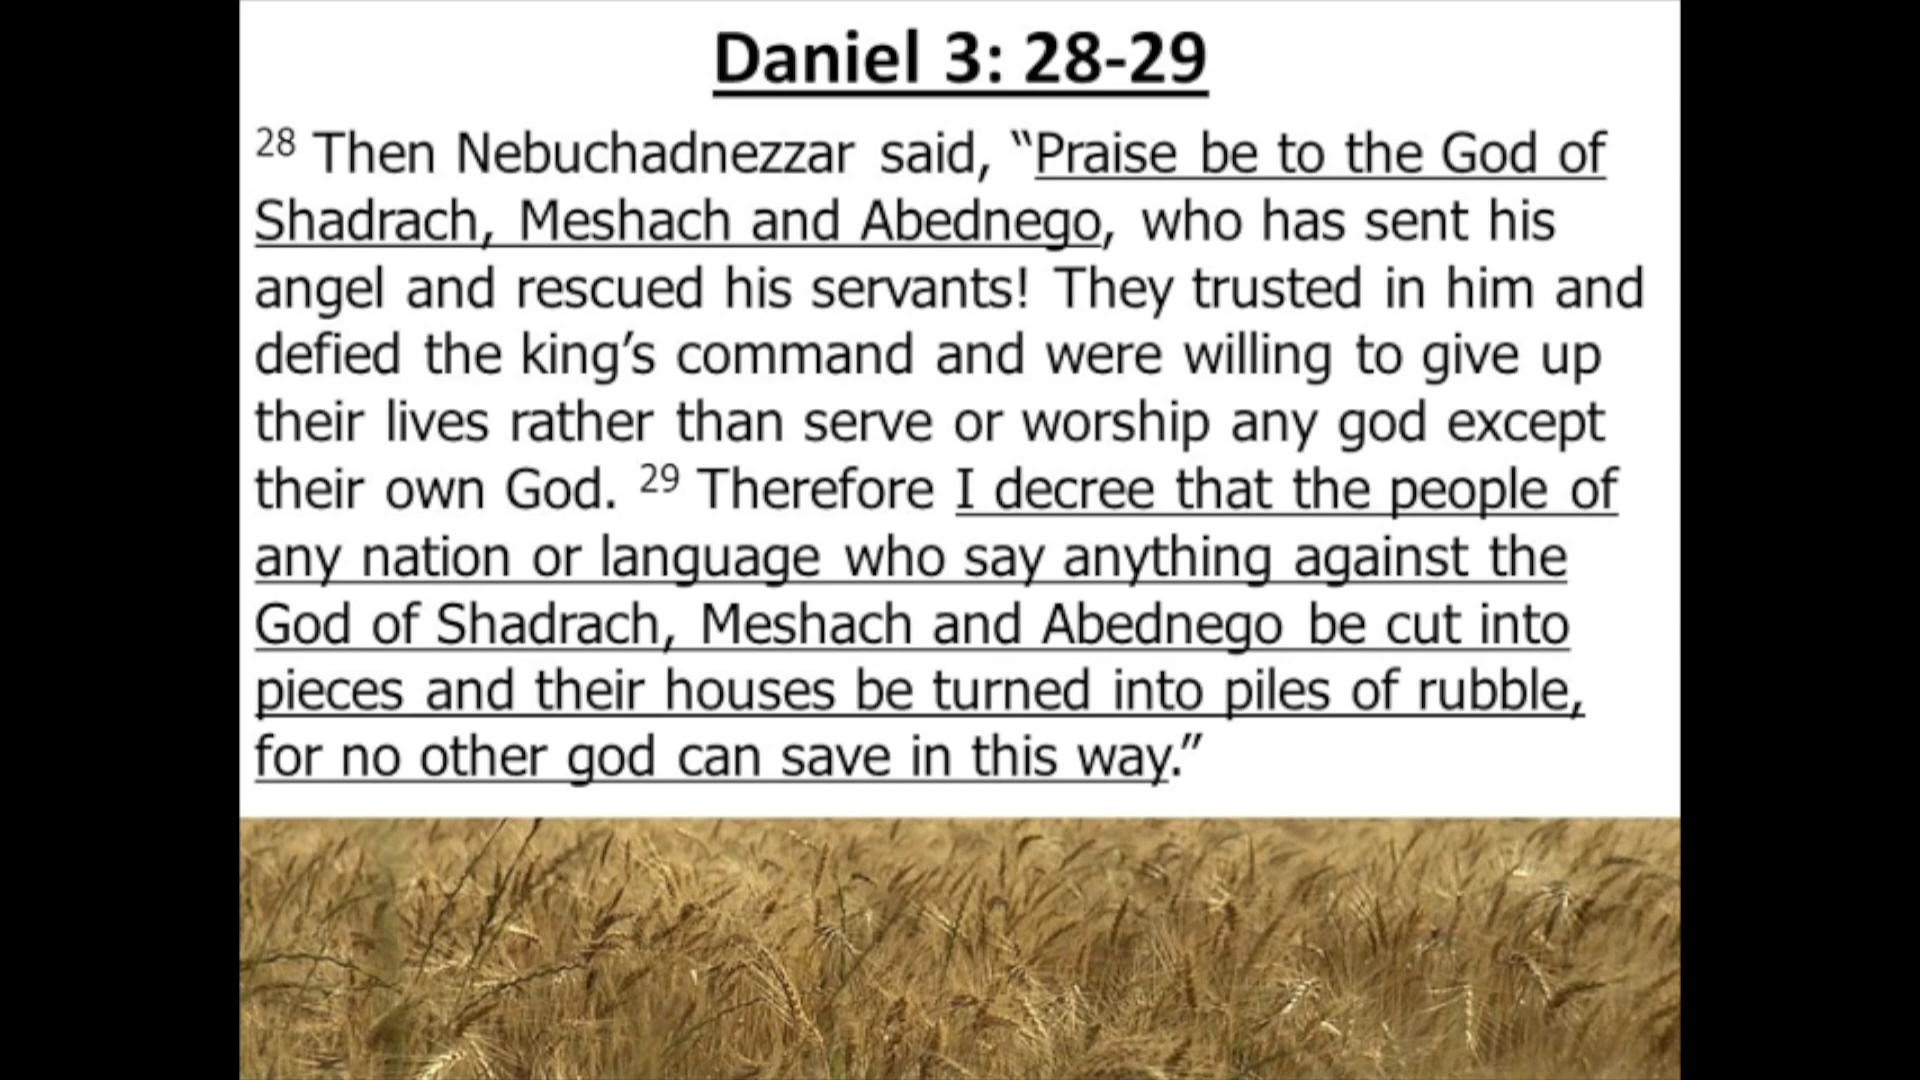 Daniel 3: 28-29
28 Then Nebuchadnezzar said, “Praise be to the God of
Shadrach, Meshach and Abednego, who has sent his
angel and rescued his servants! They trusted in him and
defied the king’s command and were willing to give up
their lives rather than serve or worship any god except
their own God. 29 Therefore I decree that the people of
any nation or language who say anything against the
God of Shadrach, Meshach and Abednego be cut into
pieces and their houses be turned into piles of rubble,
for no other god can save in this way.”